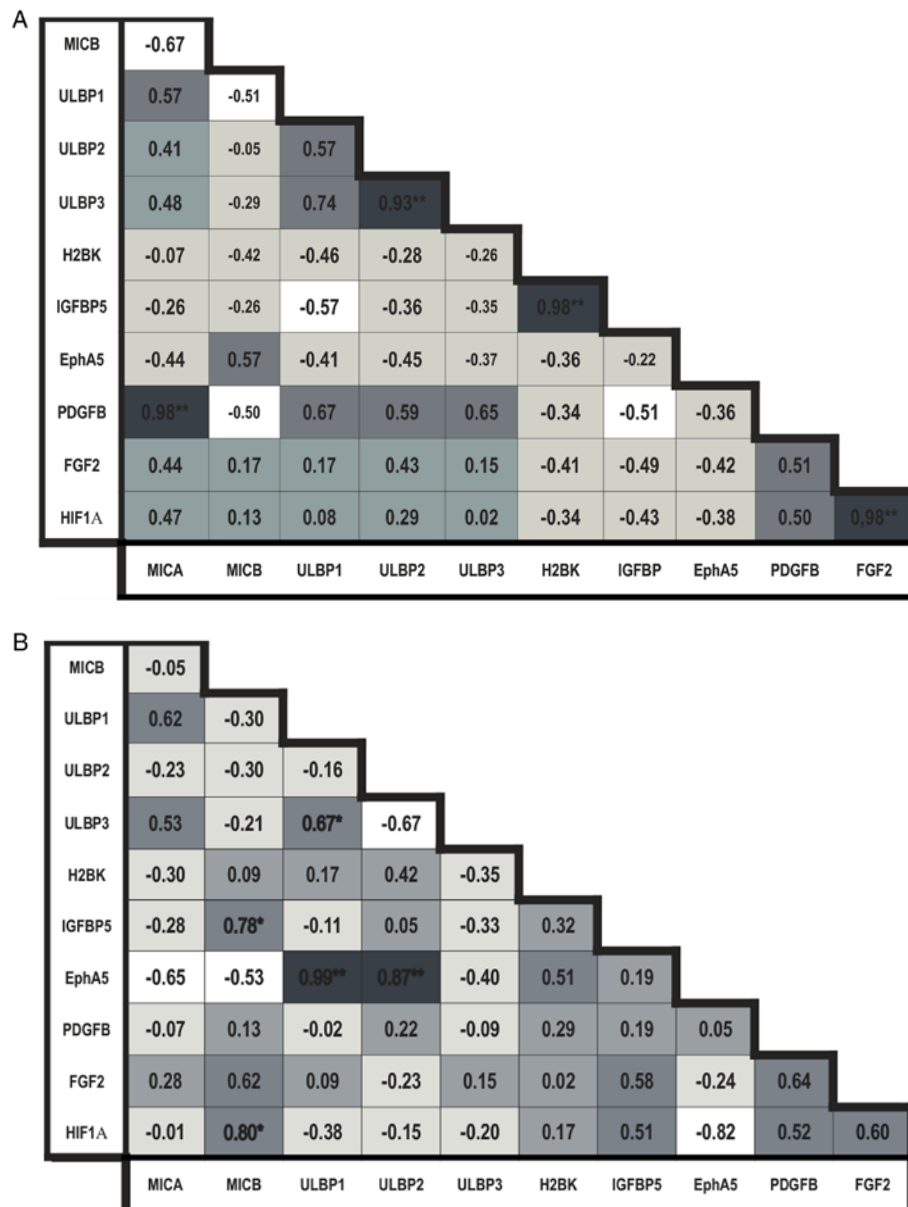 A
MICB -0.67
ULBP1 0.57 -0.51
ULBP2 0.41 -0.05 0.57
ULBP3 0.48 -0.29 0.74 0.93**
H2BK -0.07 -0.42 -0.46 -0.28 -0.26
IGFBP5 -0.26 -0.26 -0.57 -0.36 -0.35 0.98**
EphA5 -0.44 0.57 -0.41 -0.45 -0.37 -0.36 -0.22
PDGFB 0.98** -0.50 0.67 0.59 0.65 -0.34 -0.51 -0.36
FGF2 0.44 0.17 0.17 0.43 0.15 -0.41 -0.49 -0.42 0.51
HIF1A 0.47 0.13 0.08 0.29 0.02 -0.34 -0.43 -0.38 0.50 0,98**
MICA MICB ULBP1 ULBP2 ULBP3 H2BK IGFBP EphA5 PDGFB FGF2
B
MICB -0.05
ULBP1 0.62 -0.30
ULBP2 -0.23 -0.30 -0.16
ULBP3 0.53 -0.21 0.67* -0.67
H2BK -0.30 0.09 0.17 0.42 -0.35
IGFBP5 -0.28 0.78* -0.11 0.05 -0.33 0.32
EphA5 -0.65 -0.53 0.99** 0.87** -0.40 0.51 0.19
PDGFB -0.07 0.13 -0.02 0.22 -0.09 0.29 0.19 0.05
FGF2 0.28 0.62 0.09 -0.23 0.15 0.02 0.58 -0.24 0.64
HIF1A -0.01 0.80* -0.38 -0.15 -0.20 0.17 0.51 -0.82 0.52 0.60
MICA MICB ULBP1 ULBP2 ULBP3 H2BK IGFBP5 EphA5 PDGFB FGF2